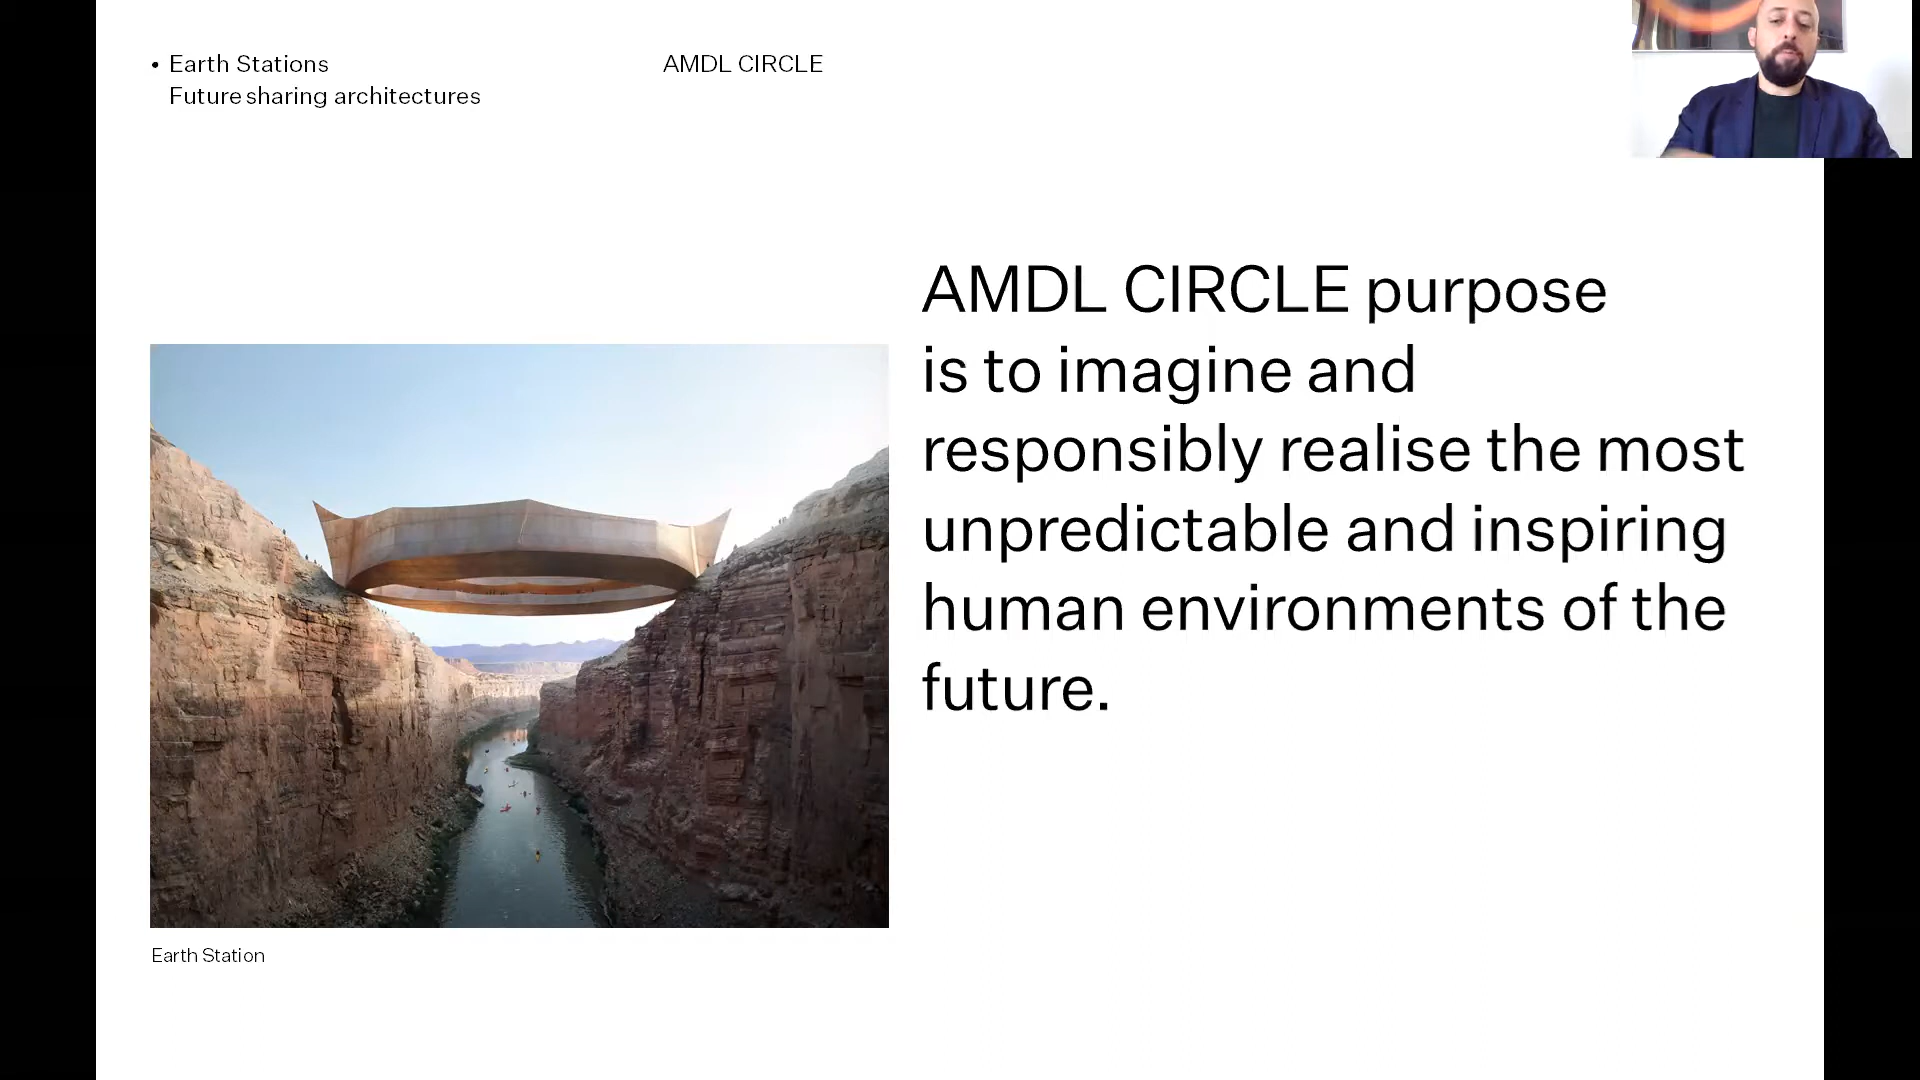 • Earth Stations
Future sharing architectures
AMDL CIRCLE
AMDL CIRCLE purpose
is to imagine and
responsibly realise the most
unpredictable and inspiring
human environments of the
future.
Earth Station